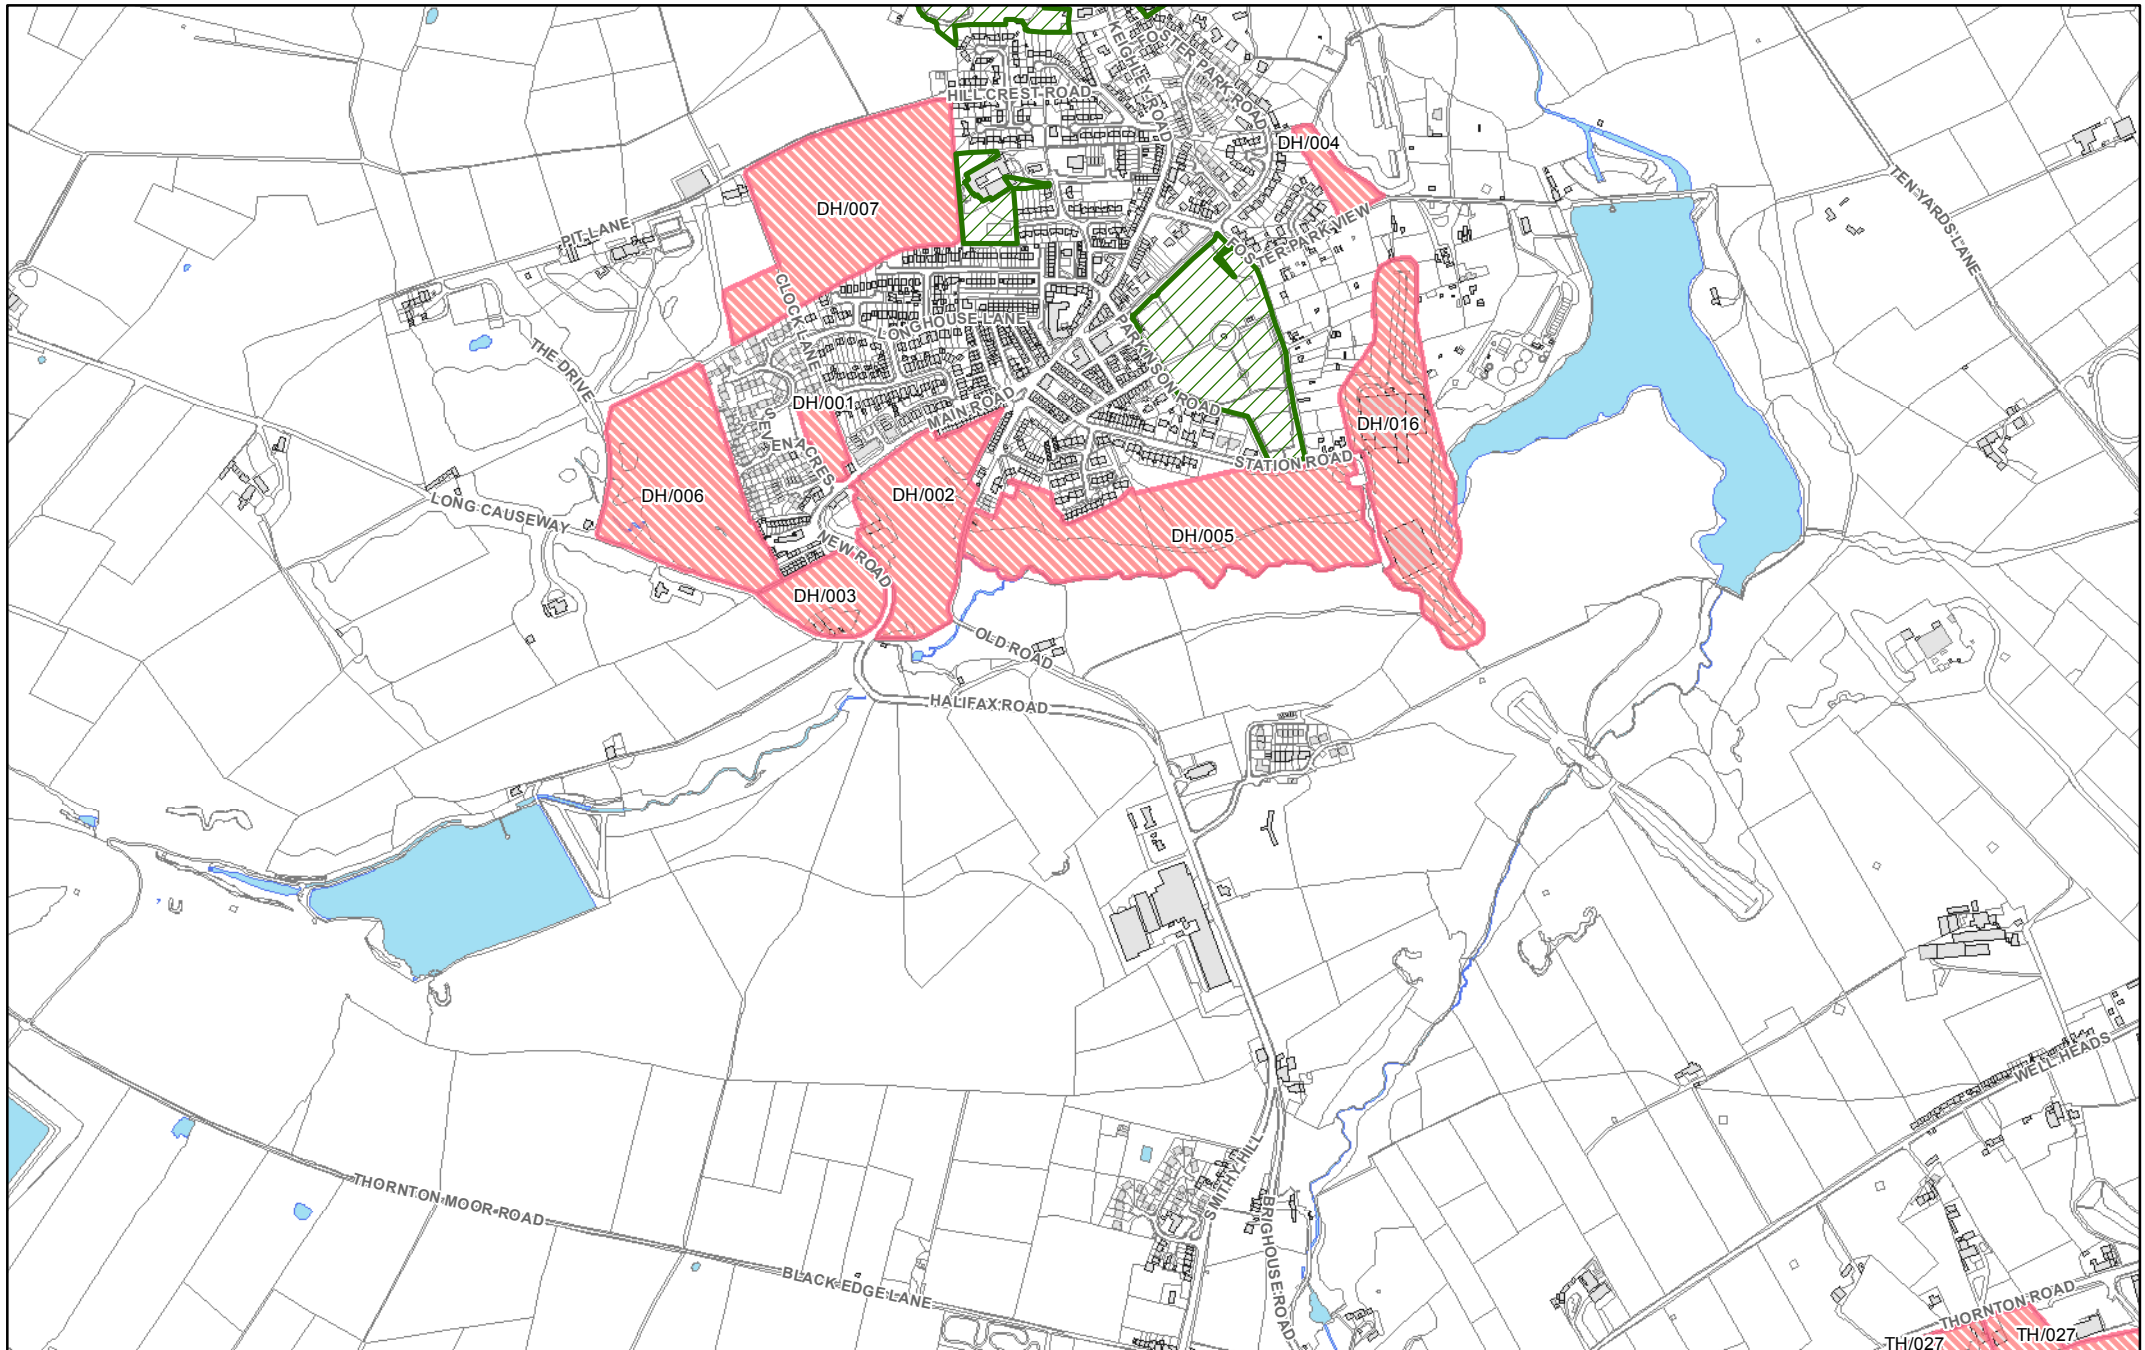 KEIGHLEY ROAD
FOSTER PARK ROAD
HILL CREST ROAD
DH/004
TEN YARDS LANE
DH/007
PIT LANE
FOSTER PARK VIEW
CLOCK LANE
LONGHOUSE LANE
PARKINSON ROAD
THE DRIVE
DH/001
MAIN ROAD
DH/016
SEVEN ACRES
STATION ROAD
DH/006
DH/002
LONG CAUSEWAY
DH/005
NEW ROAD
DH/003
OLD ROAD
HALIFAX ROAD
WELL HEADS
SMITHY HILL
THORNTON MOOR ROAD
BRIGHOUSE ROAD
BLACK EDGE LANE
THORNTON ROAD
TH/027
TH/027